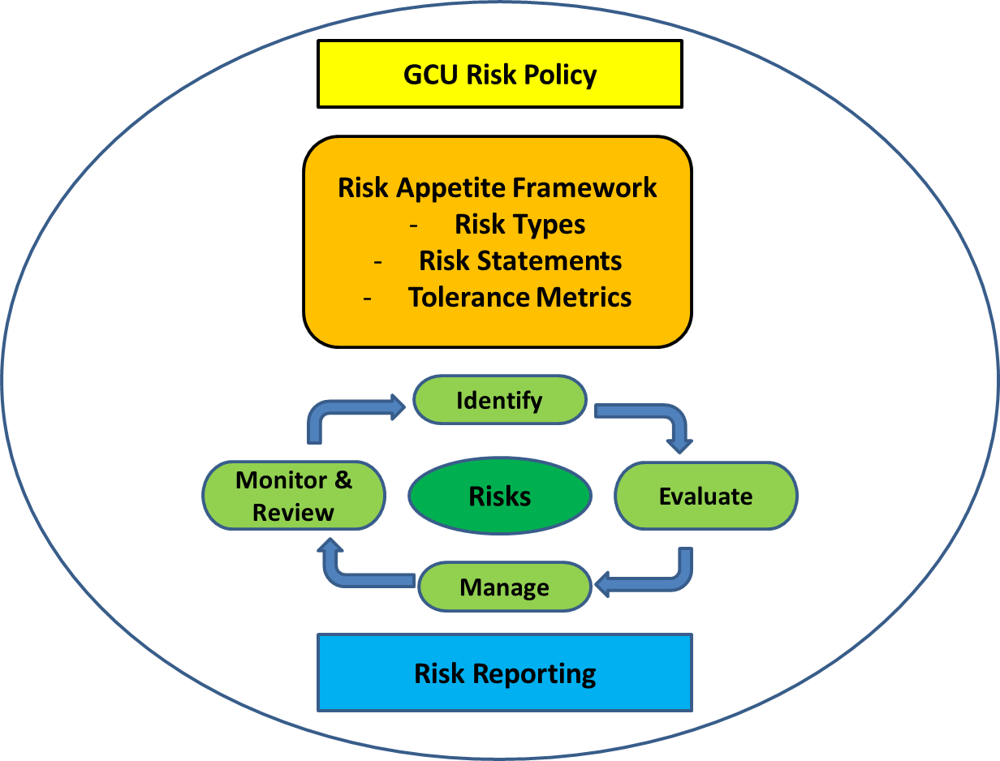 GCU Risk Policy
Risk Appetite Framework
- Risk Types
- Risk Statements
- Tolerance Metrics
Identify
Monitor &
Review
Risks
Evaluate
Manage
Risk Reporting